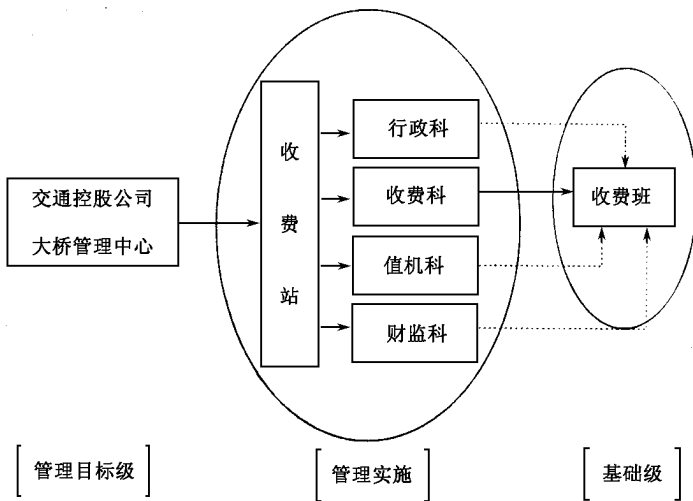 交通控股公司
大桥管理中心
收
费
站
行政科
收费科
值机科
财监科
收费班
[管理目标级]
[管理实施]
[基础级]